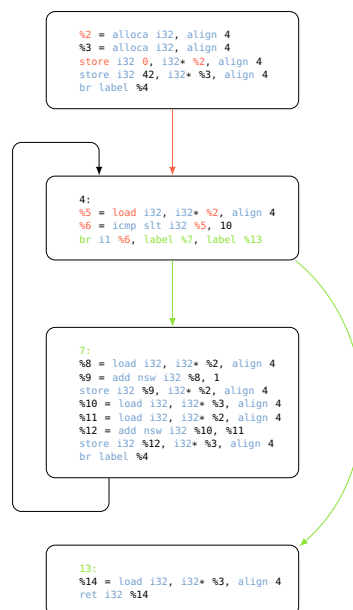 %2 = alloca i32, align 4
%3 = alloca i32, align 4
store i32 0, i32* %2, align 4
store i32 42, i32* %3, align 4
br label %4
4:
%5 = load i32, i32* %2, align 4
%6 = icmp slt i32 %5, 10
br i1 %6, label %7, label %13
7:
%8 = load i32, i32* %2, align 4
%9 = add nsw i32 %8, 1
store i32 %9, i32* %2, align 4
%10 = load i32, i32* %3, align 4
%11 = load i32, i32* %2, align 4
%12 = add nsw i32 %10, %11
store i32 %12, i32* %3, align 4
br label %4
13:
%14 = load i32, i32* %3, align 4
ret i32 %14